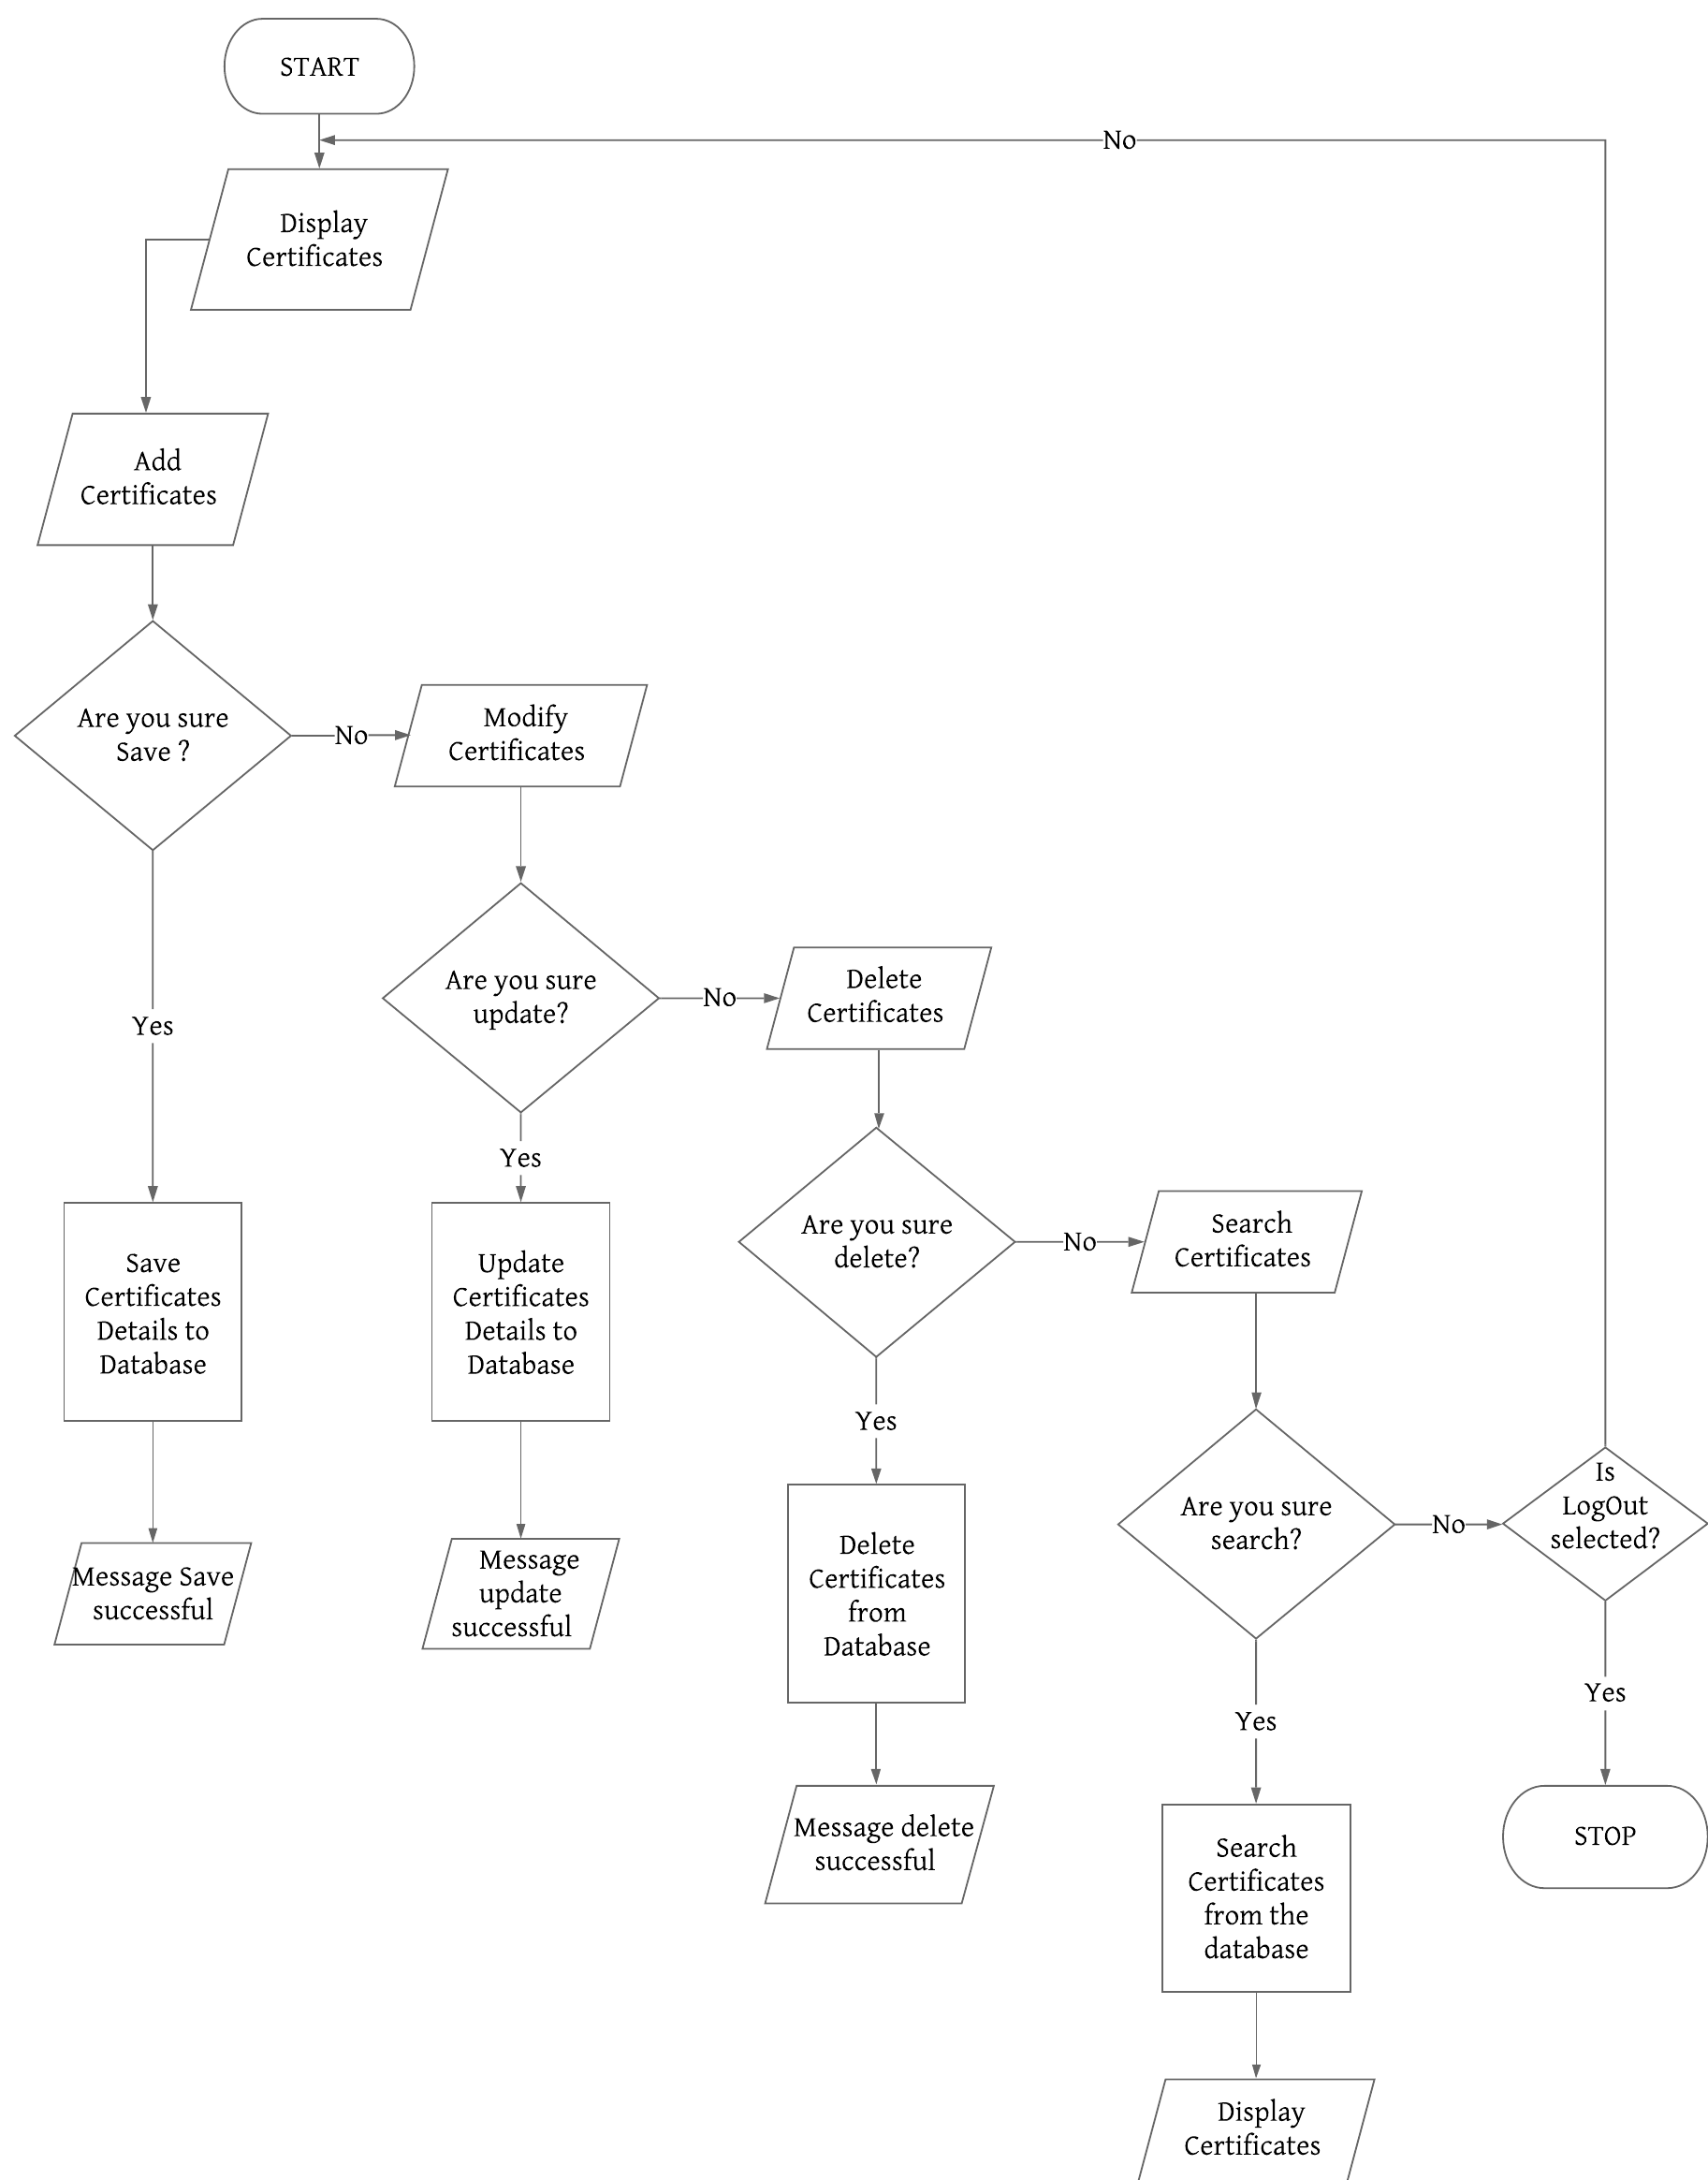 START
No
Display
Certificates
Add
Certificates
Are you sure
Save ?
No
Modify
Certificates
Yes
Are you sure
update?
No
Delete
Certificates
Yes
Are you sure
delete?
No
Search
Certificates
Save
Certificates
Details to
Database
Update
Certificates
Details to
Database
Yes
Are you sure
search?
No
Is
LogOut
selected?
Message Save
successful
Message
update
successful
Delete
Certificates
from
Database
Yes
Yes
Message delete
successful
Search
Certificates
from the
database
STOP
Display
Certificates